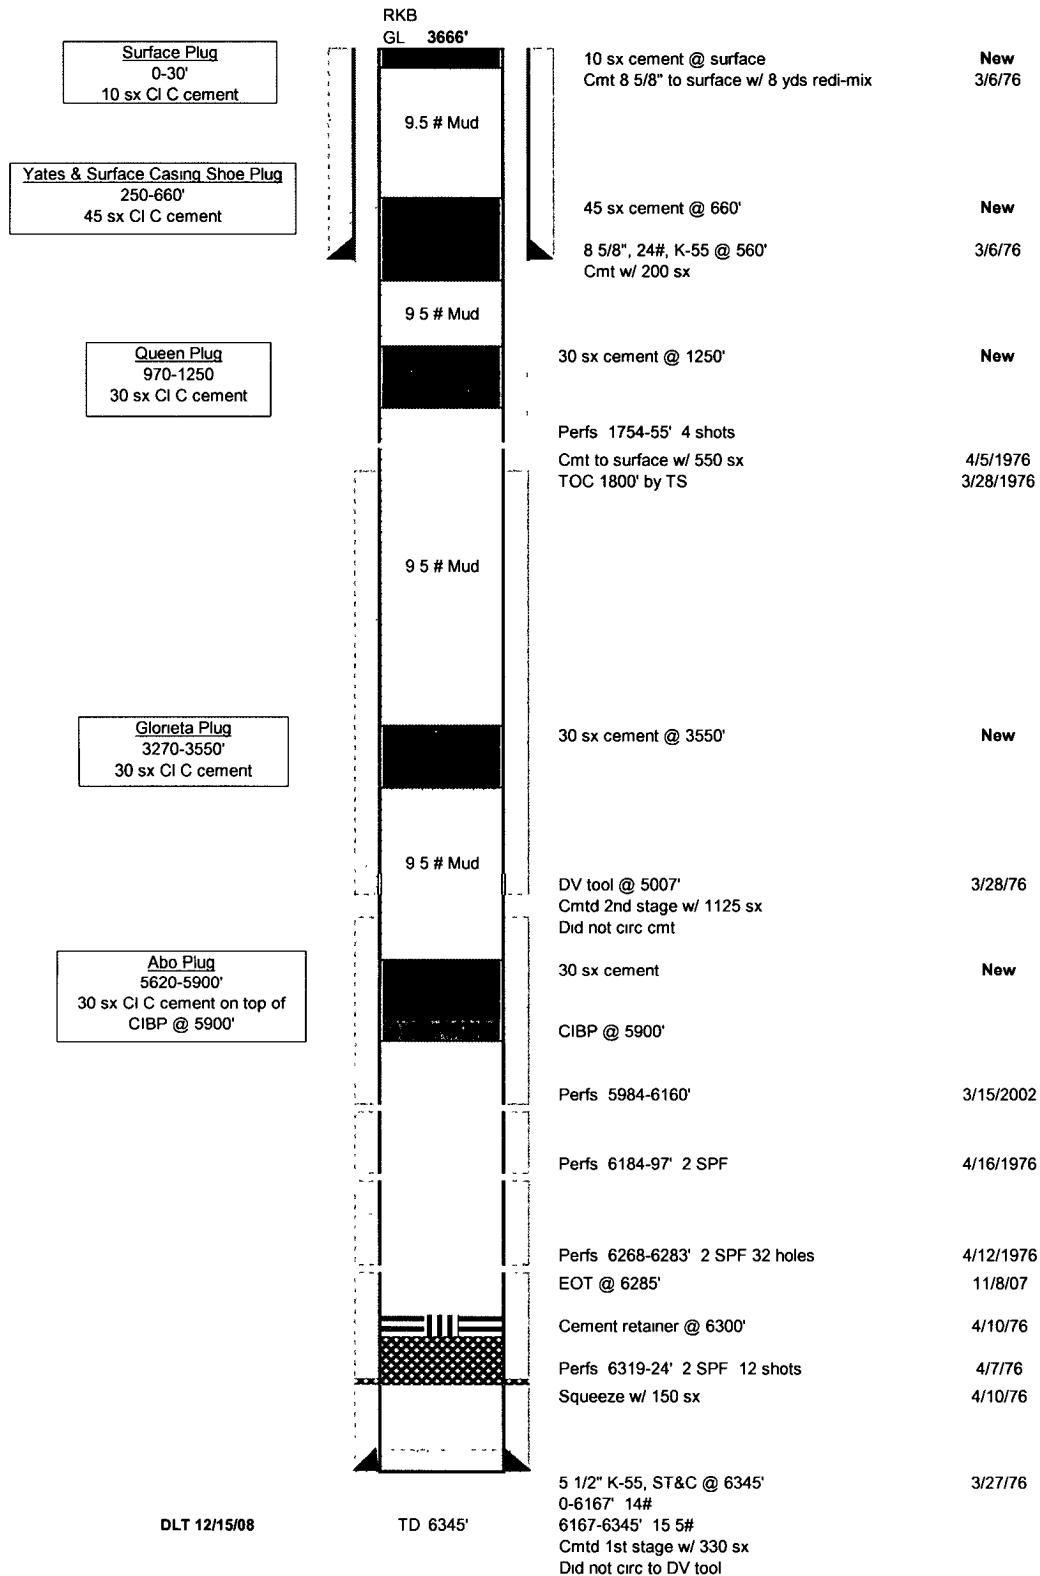 RKB
GL 3666'
Surface Plug
0-30'
10 sx Cl C cement
10 sx cement @ surface New
Cmt 8 5/8" to surface w/ 8 yds redi-mix 3/6/76
9.5 # Mud
Yates & Surface Casing Shoe Plug
250-660'
45 sx Cl C cement
45 sx cement @ 660' New
8 5/8", 24#, K-55 @ 560' 3/6/76
Cmt w/ 200 sx
9 5 # Mud
Queen Plug
970-1250
30 sx Cl C cement
30 sx cement @ 1250' New
Perfs 1754-55' 4 shots
Cmt to surface w/ 550 sx 4/5/1976
TOC 1800' by TS 3/28/1976
9 5 # Mud
Glorieta Plug
3270-3550'
30 sx Cl C cement
30 sx cement @ 3550' New
9 5 # Mud
DV tool @ 5007' 3/28/76
Cmtd 2nd stage w/ 1125 sx
Did not circ cmt
Abo Plug
5620-5900'
30 sx Cl C cement on top of
CIBP @ 5900'
30 sx cement New
CIBP @ 5900'
Perfs 5984-6160' 3/15/2002
Perfs 6184-97' 2 SPF 4/16/1976
Perfs 6268-6283' 2 SPF 32 holes 4/12/1976
EOT @ 6285' 11/8/07
Cement retainer @ 6300' 4/10/76
Perfs 6319-24' 2 SPF 12 shots 4/7/76
Squeeze w/ 150 sx 4/10/76
5 1/2" K-55, ST&C @ 6345' 3/27/76
0-6167' 14#
6167-6345' 15 5#
Cmtd 1st stage w/ 330 sx
Did not circ to DV tool
DLT 12/15/08
TD 6345'